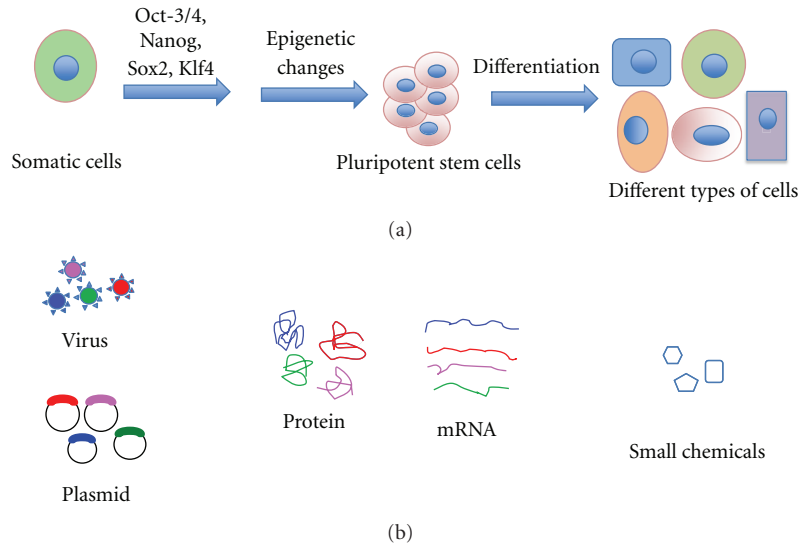 Oct-3/4,
Nanog,
Sox2, Klf4
Epigenetic
changes
Differentiation
Somatic cells
Pluripotent stem cells
Different types of cells
(a)
Virus
Protein
mRNA
Small chemicals
Plasmid
(b)